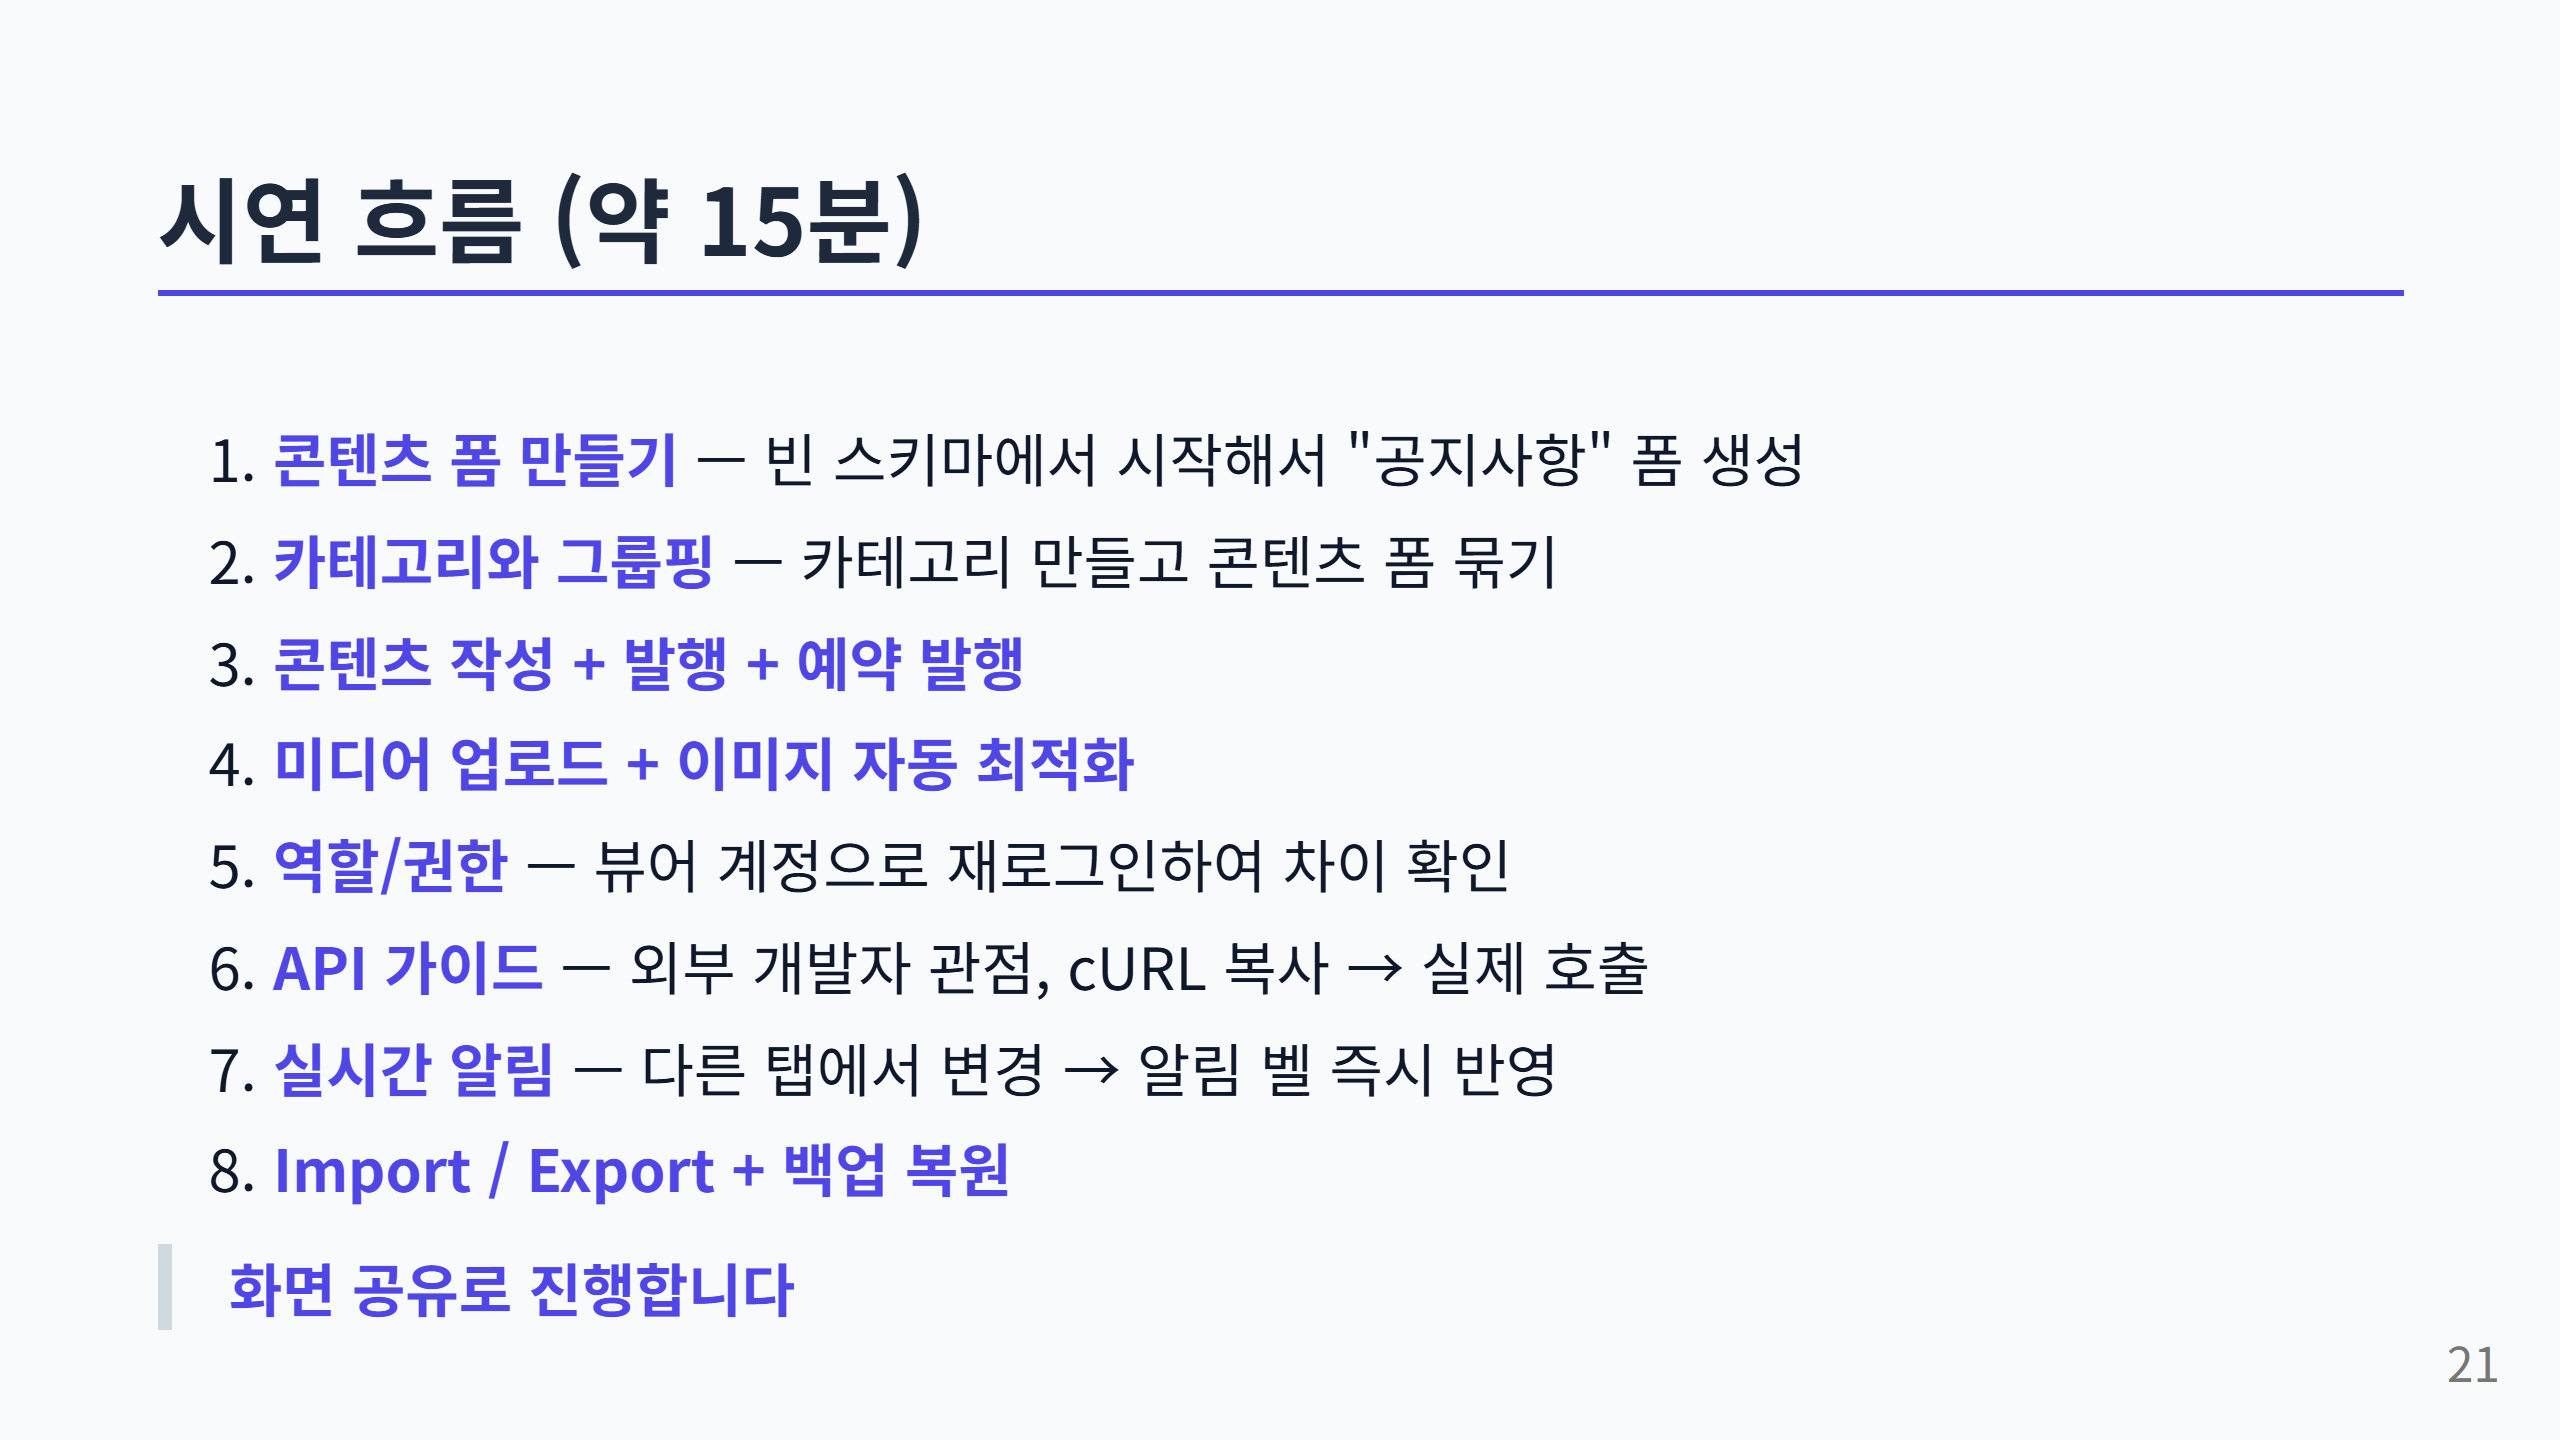 시연 흐름 (약 15분)
1. 콘텐츠 폼 만들기 — 빈 스키마에서 시작해서 "공지사항" 폼 생성
2. 카테고리와 그룹핑 — 카테고리 만들고 콘텐츠 폼 묶기
3. 콘텐츠 작성 + 발행 + 예약 발행
4. 미디어 업로드 + 이미지 자동 최적화
5. 역할/권한 — 뷰어 계정으로 재로그인하여 차이 확인
6. API 가이드 — 외부 개발자 관점, cURL 복사 → 실제 호출
7. 실시간 알림 — 다른 탭에서 변경 → 알림 벨 즉시 반영
8. Import / Export + 백업 복원
화면 공유로 진행합니다
21